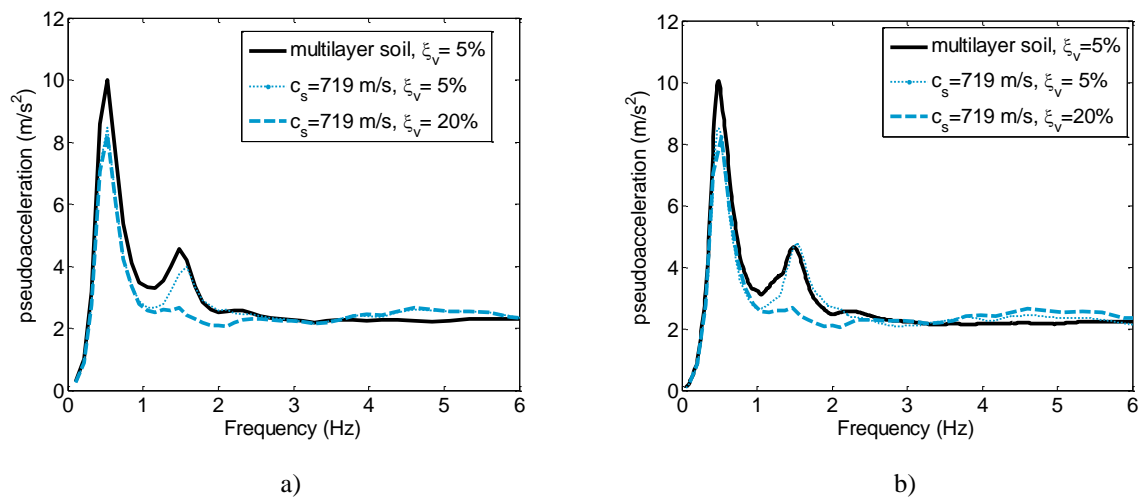 12
10
8
6
4
2
0
pseudoacceleration (m/s²)
multilayer soil, ξᵥ= 5%
cₛ=719 m/s, ξᵥ= 5%
cₛ=719 m/s, ξᵥ= 20%
0 1 2 3 4 5 6
Frequency (Hz)
a)
12
10
8
6
4
2
0
pseudoacceleration (m/s²)
multilayer soil, ξᵥ=5%
cₛ=719 m/s, ξᵥ= 5%
cₛ=719 m/s, ξᵥ=20%
0 1 2 3 4 5 6
Frequency (Hz)
b)